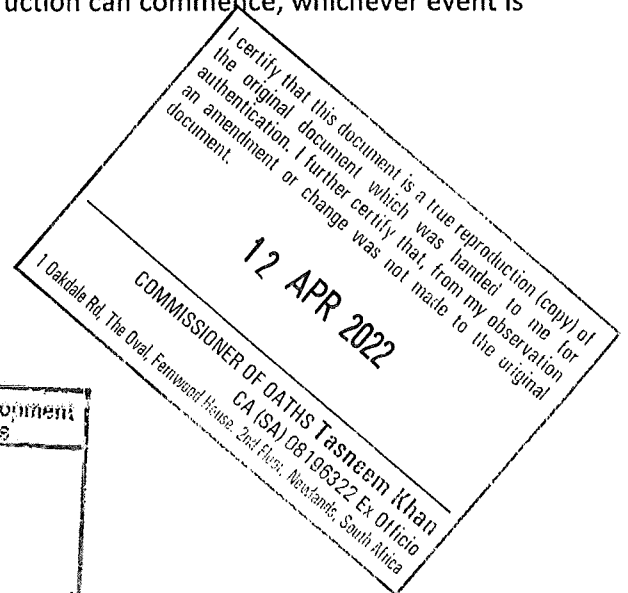 ruction can commence, whichever event is
I certify that this document is a true reproduction (copy) of
the original document which was handed to me for
authentication. I further certify that, from my observation
an amendment or change was not made to the original
document.
12 APR 2022
COMMISSIONER OF OATHS Tasneem Khan
CA (SA) 08196322 Ex Officio
1 Oakdale Rd, The Oval, Fernwood House, 2nd Floor, Newlands, South Africa
opment
s